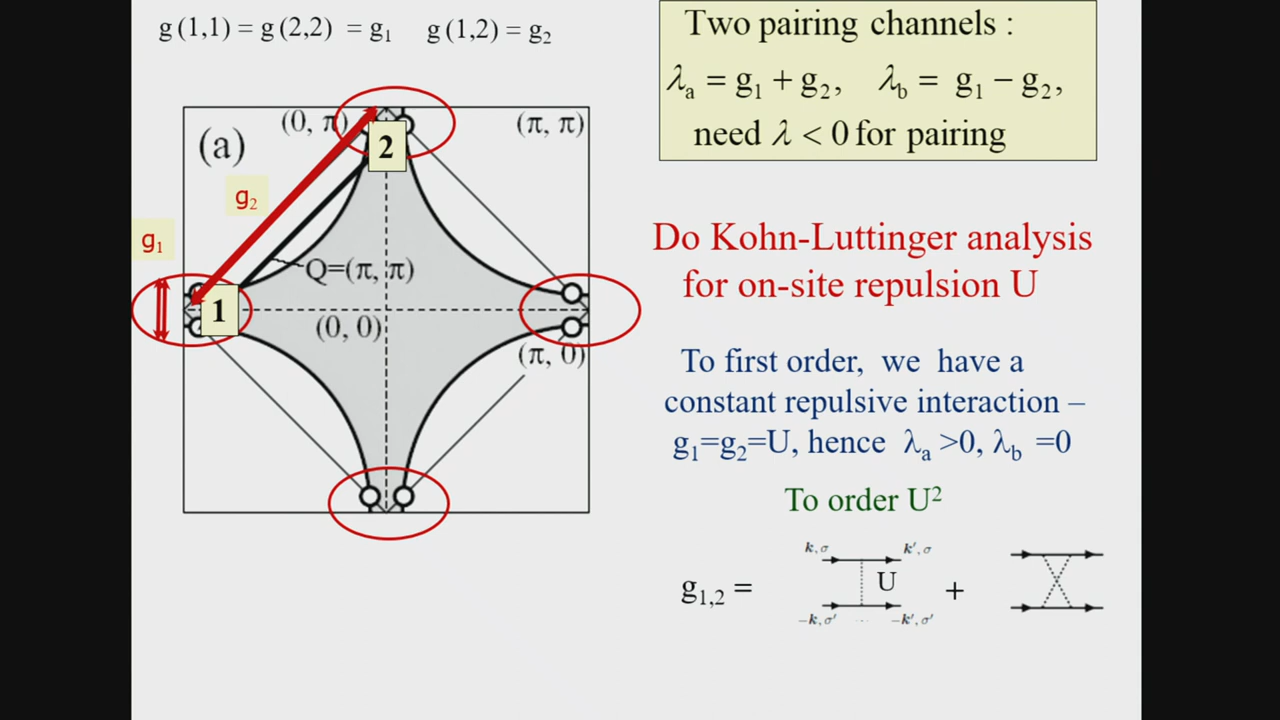 g (1,1) = g (2,2) = g₁ g (1,2) = g₂
Two pairing channels :
λₐ = g₁ + g₂, λ_b = g₁ − g₂,
need λ < 0 for pairing
(a)
(0, π)
2
(π, π)
g₂
g₁
Q=(π, π)
1
(0, 0)
(π, 0)
Do Kohn-Luttinger analysis
for on-site repulsion U
To first order, we have a
constant repulsive interaction –
g₁=g₂=U, hence λₐ >0, λ_b =0
To order U²
k,σ k′,σ
g₁,₂ = U +
−k,σ′ −k′,σ′